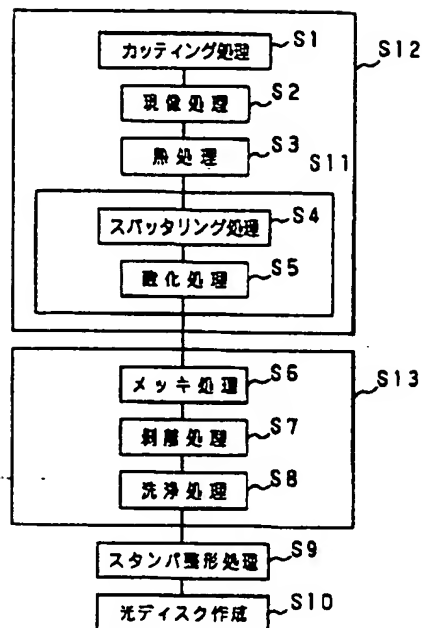 カッティング処理 S1
S12
現像処理 S2
熱処理 S3
S11
スパッタリング処理 S4
酸化処理 S5
メッキ処理 S6
S13
剥離処理 S7
洗浄処理 S8
スタンパ整形処理 S9
光ディスク作成 S10